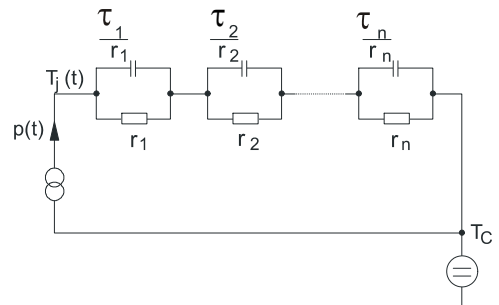 τ1/r1 τ2/r2 τn/rn
Tj(t)
p(t)
r1 r2 rn
TC